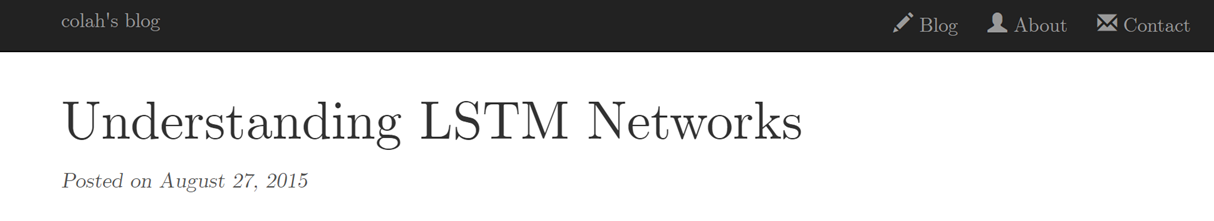 colah's blog Blog About Contact
Understanding LSTM Networks
Posted on August 27, 2015